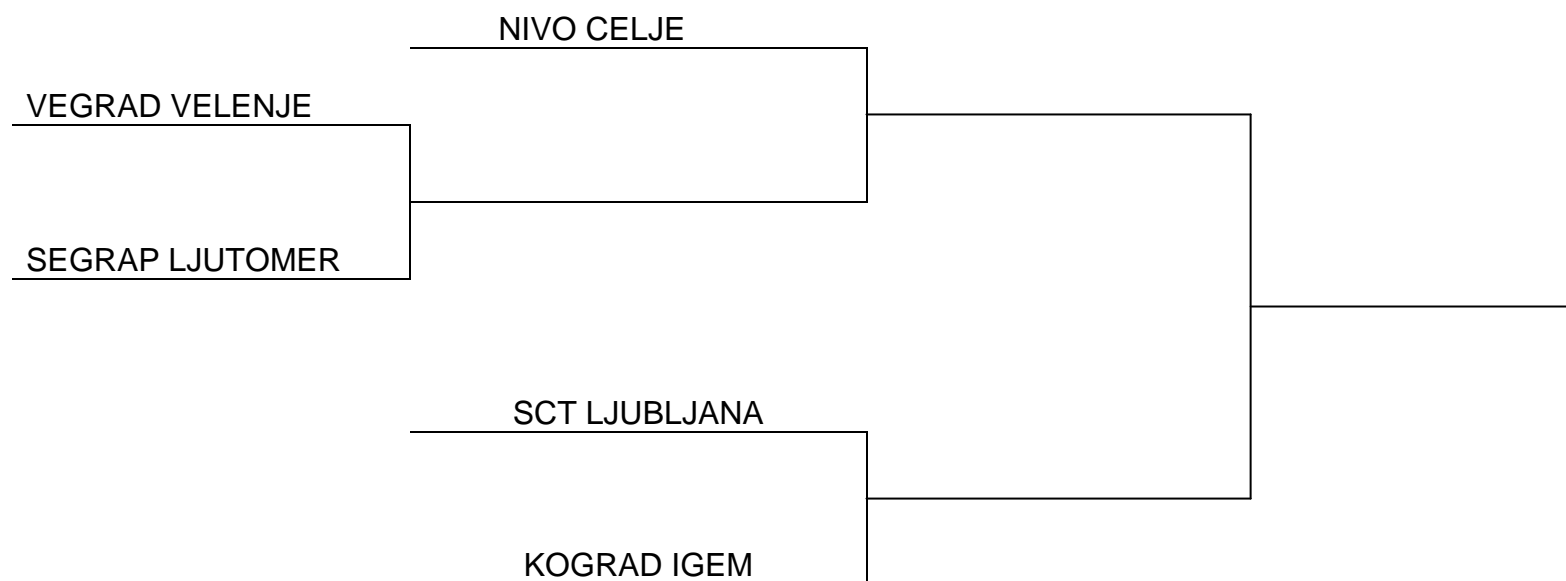 NIVO CELJE
VEGRAD VELENJE
SEGRAP LJUTOMER
SCT LJUBLJANA
KOGRAD IGEM